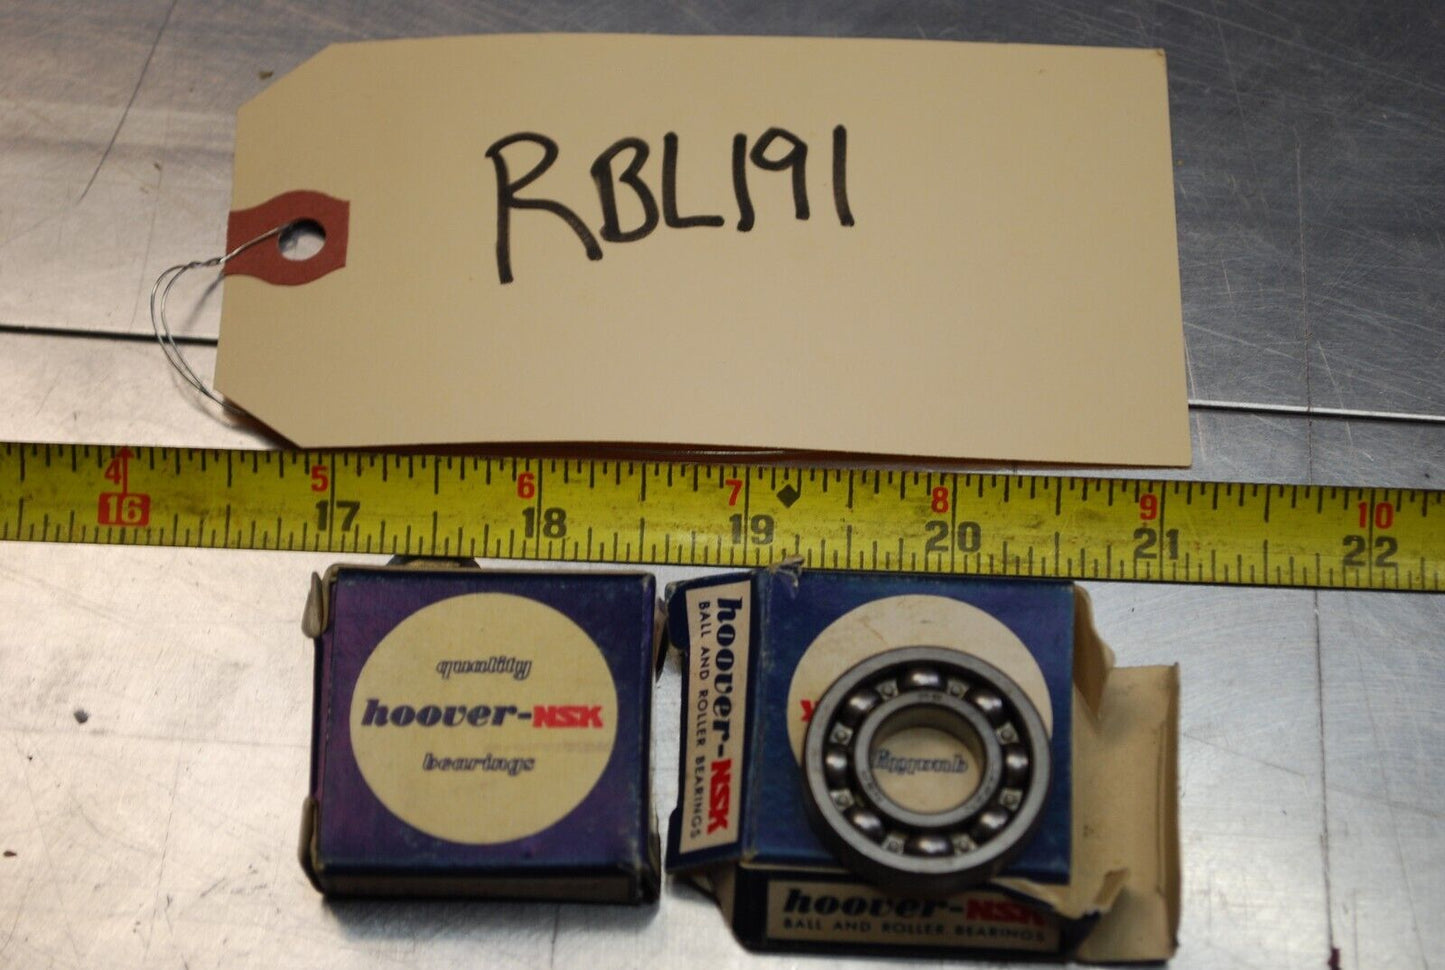 RBL191
4 5 6 7 8 9 10
16 17 18 19 20 21 22
quality
hoover-NSK
bearings
hoover-NSK
BALL AND ROLLER BEARINGS
quality
hoover-NSK
BALL AND ROLLER BEARINGS